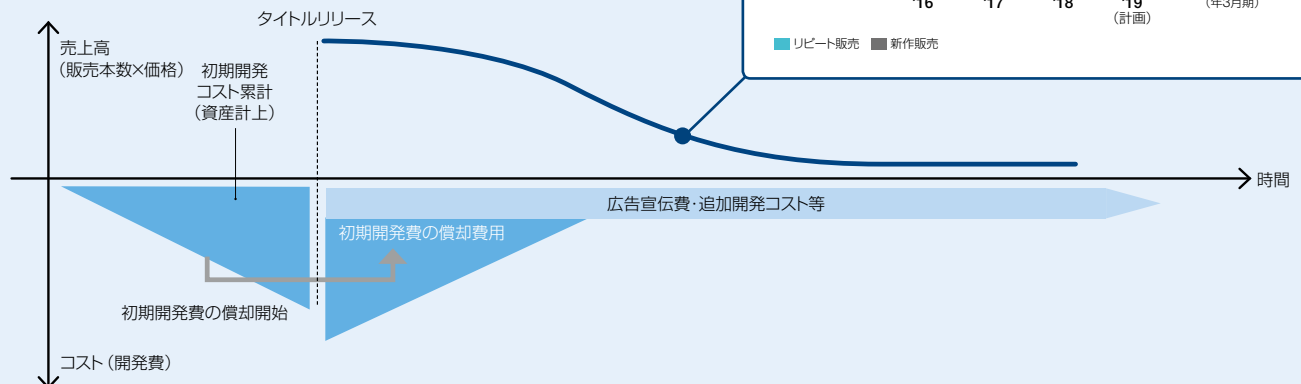 '16 '17 '18 '19 (年3月期)
(計画)
リピート販売 新作販売
タイトルリリース
売上高
(販売本数×価格)
初期開発
コスト累計
(資産計上)
時間
広告宣伝費・追加開発コスト等
初期開発費の償却費用
初期開発費の償却開始
コスト(開発費)